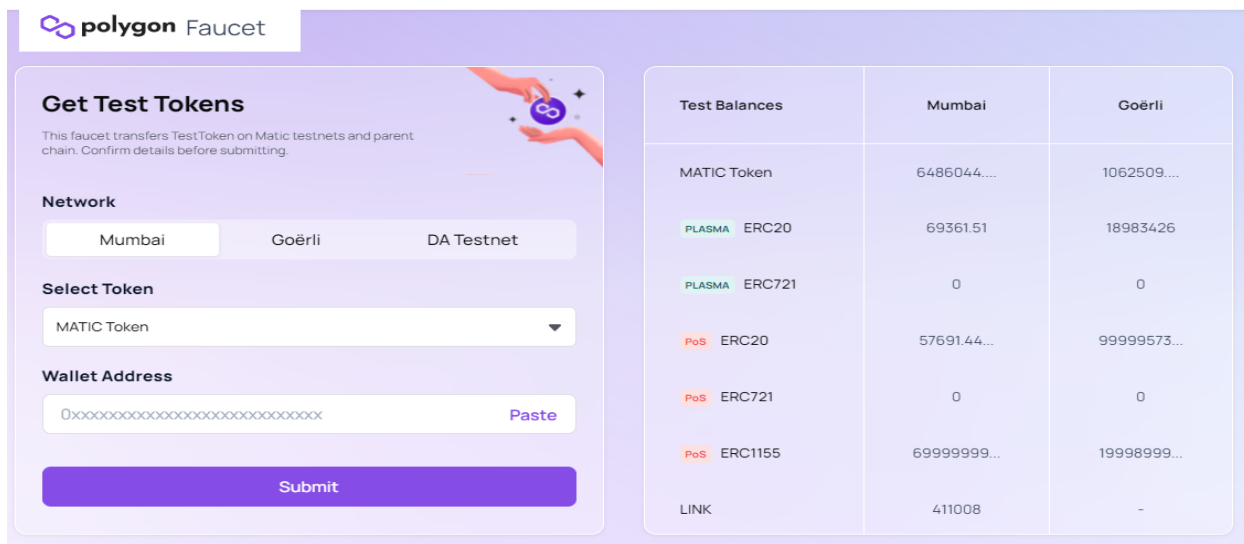 polygon Faucet
Get Test Tokens
This faucet transfers TestToken on Matic testnets and parent
chain. Confirm details before submitting.
Network
Mumbai Goërli DA Testnet
Select Token
MATIC Token
Wallet Address
0xxxxxxxxxxxxxxxxxxxxxxxxxxx Paste
Submit
Test Balances Mumbai Goërli
MATIC Token 6486044.... 1062509....
PLASMA ERC20 69361.51 18983426
PLASMA ERC721 0 0
PoS ERC20 57691.44... 99999573...
PoS ERC721 0 0
PoS ERC1155 69999999... 19998999...
LINK 411008 -